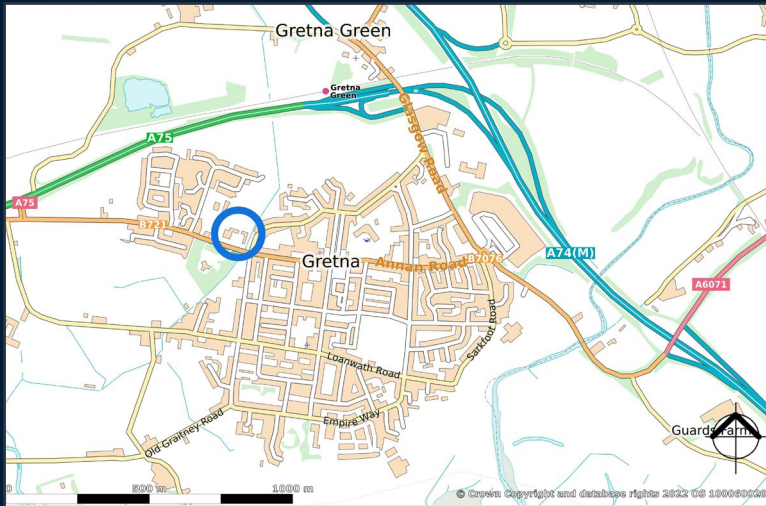 Gretna Green
Gretna
Green
A75
Glasgow Road
A75
B721
Gretna
Annan Road
B7076
A74(M)
A6071
Sarkfoot Road
Loanwath Road
Empire Way
Old Graitney Road
Guards Farm
0
500 m
1000 m
© Crown Copyright and database rights 2022 OS